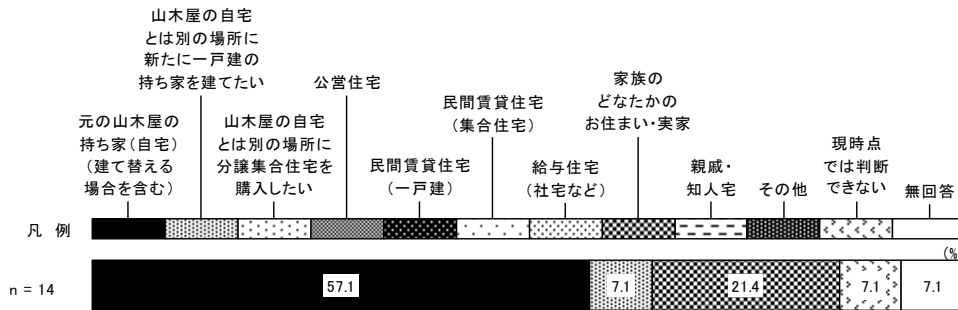 山木屋の自宅
とは別の場所に
新たに一戸建の
持ち家を建てたい
公営住宅
家族の
どなたかの
お住まい・実家
民間賃貸住宅
(集合住宅)
元の山木屋の
持ち家(自宅)
(建て替える
場合を含む)
山木屋の自宅
とは別の場所に
分譲集合住宅を
購入したい
民間賃貸住宅
(一戸建)
給与住宅
(社宅など)
親戚・
知人宅
その他
現時点
では判断
できない
無回答
凡 例
(%
n = 14
57.1
7.1
21.4
7.1
7.1